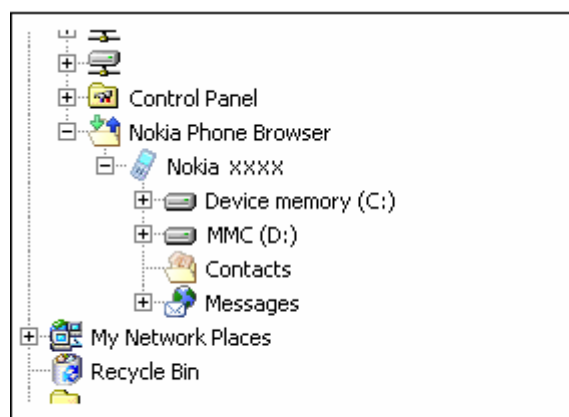 Control Panel
Nokia Phone Browser
Nokia xxxx
Device memory (C:)
MMC (D:)
Contacts
Messages
My Network Places
Recycle Bin